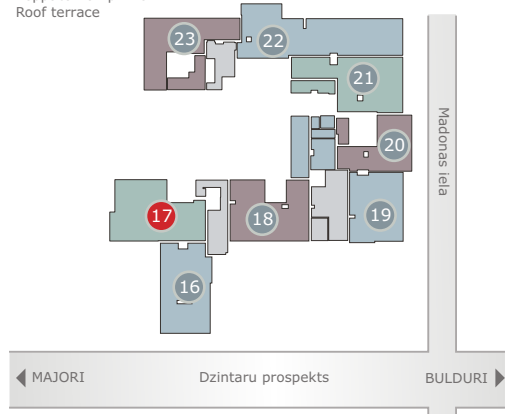 Roof terrace
23
22
21
20
19
18
17
16
Madonas iela
MAJORI
Dzintaru prospekts
BULDURI